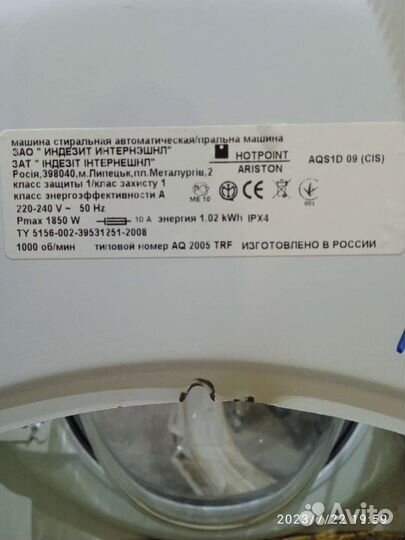 машина стиральная автоматическая/пральна машина
ЗАО " ИНДЕЗИТ ИНТЕРНЭШНЛ"
ЗАТ " ІНДЕЗІТ ІНТЕРНЕШНЛ"
Росія,398040,м.Липецьк,пл.Металургів,2
класс защиты 1/клас захисту 1
класс энергоэффективности А
220-240 V ~ 50 Hz
Pmax 1850 W 10 A энергия 1.02 kWh IPX4
ТУ 5156-002-39531251-2008
1000 об/мин типовой номер AQ 2005 TRF ИЗГОТОВЛЕНО В РОССИИ
HOTPOINT
ARISTON
AQS1D 09 (CIS)
ME 10
001
2023/7/22 19:59
Avito